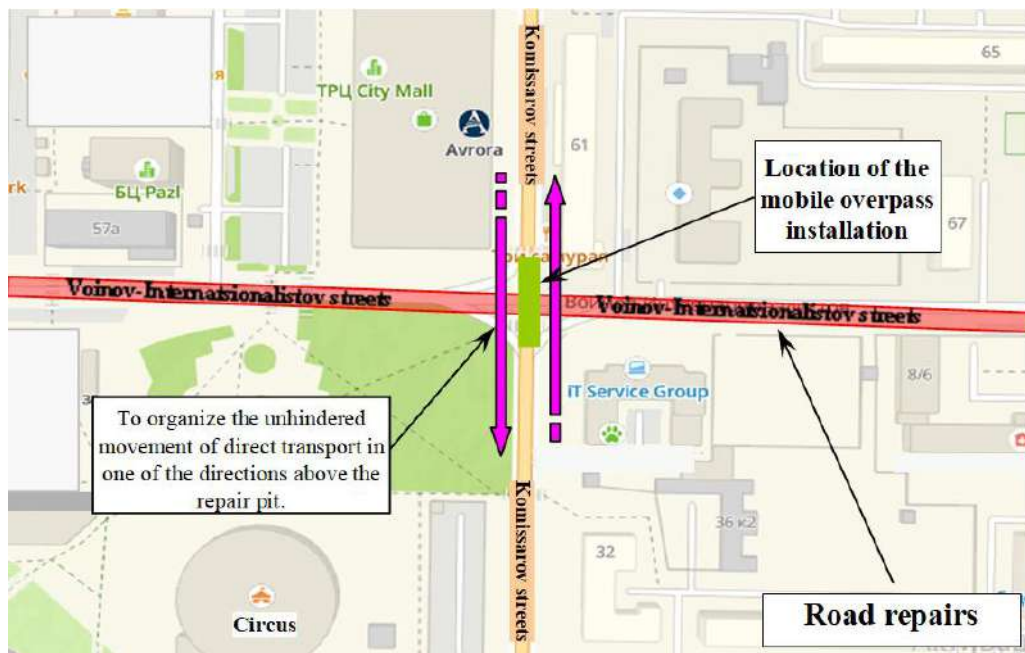 Komissarov streets
65
ТРЦ City Mall
Avrora
61
БЦ Pazl
rk
57a
Location of the
mobile overpass
installation
67
Voinov-Internatsionalistov streets
Voinov-Internatsionalistov streets
iT Service Group
8/6
To organize the unhindered
movement of direct transport in
one of the directions above the
repair pit.
Komissarov streets
36 к2
32
Circus
Road repairs